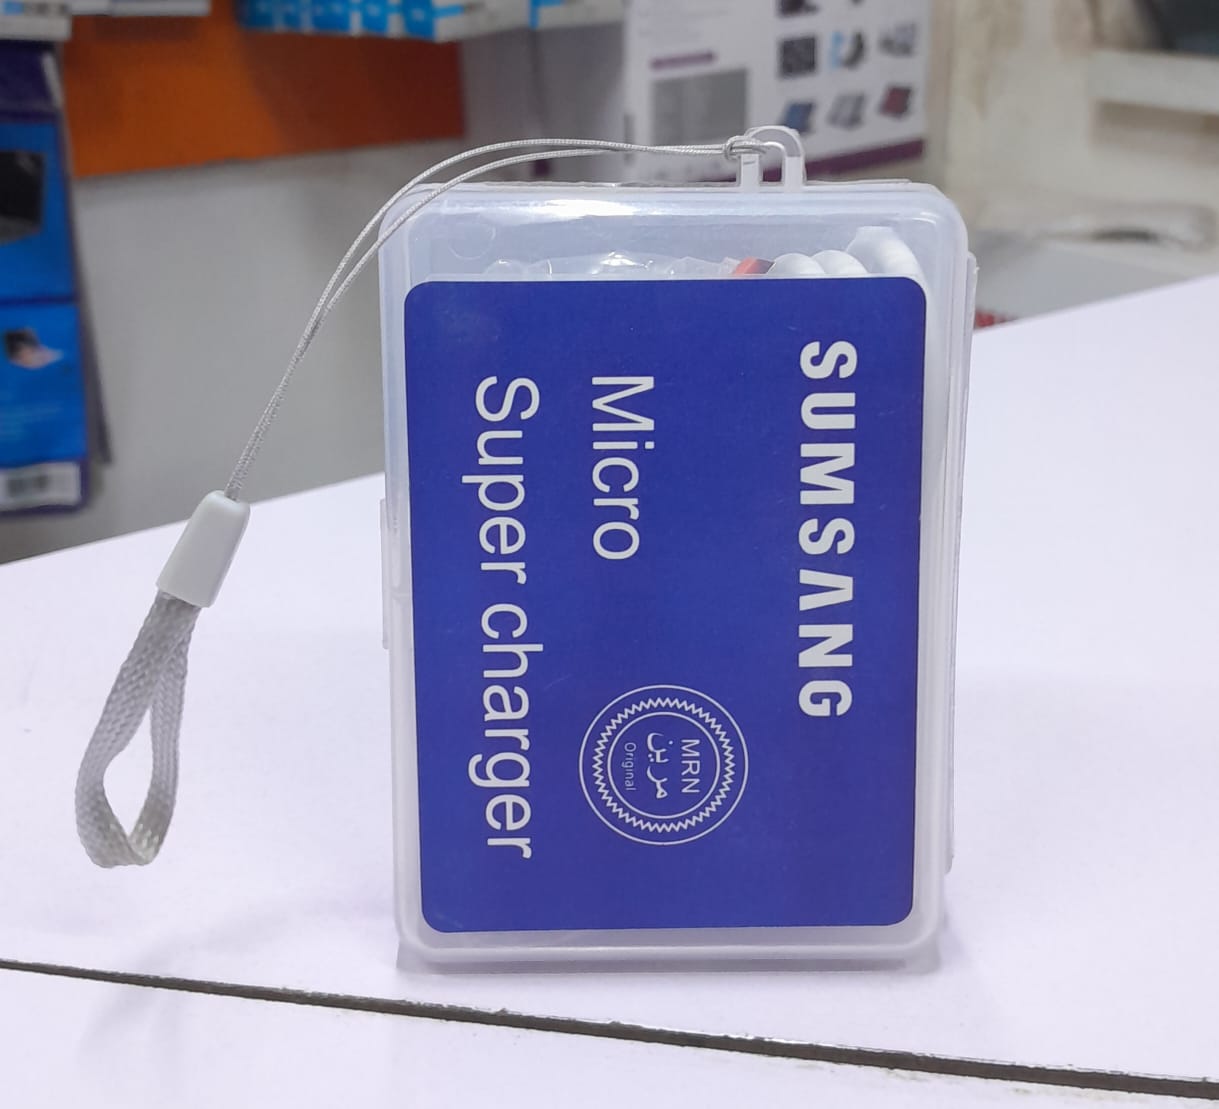 SUMSANG
Micro
Super charger
MRN
مرين
Original